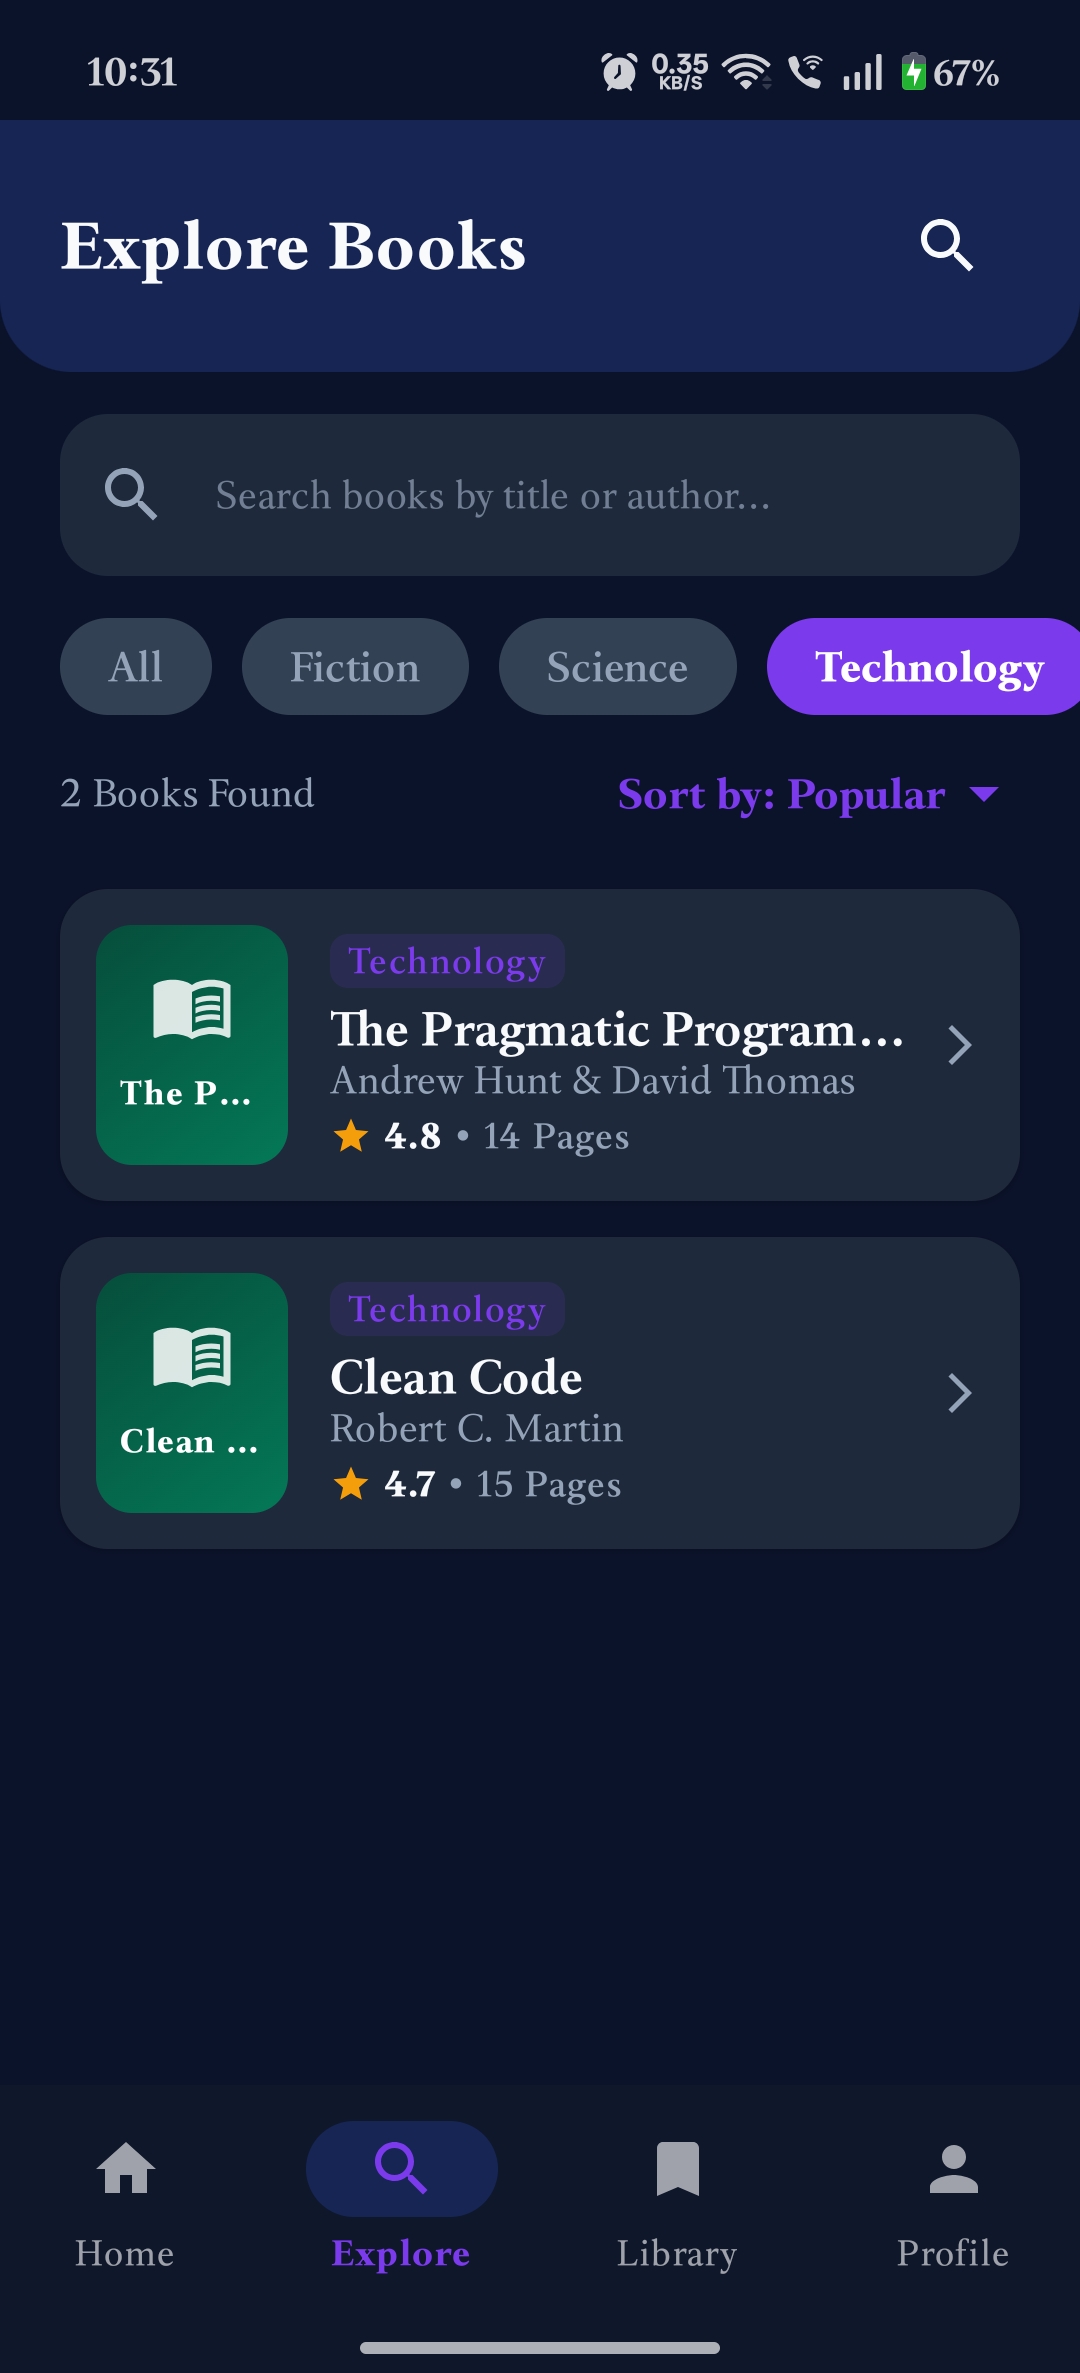 10:31
0.35
KB/S
67%
Explore Books
Search books by title or author...
All Fiction Science Technology
2 Books Found Sort by: Popular
Technology
The Pragmatic Program...
Andrew Hunt & David Thomas
4.8 • 14 Pages
The P...
Technology
Clean Code
Robert C. Martin
4.7 • 15 Pages
Clean ...
Home Explore Library Profile